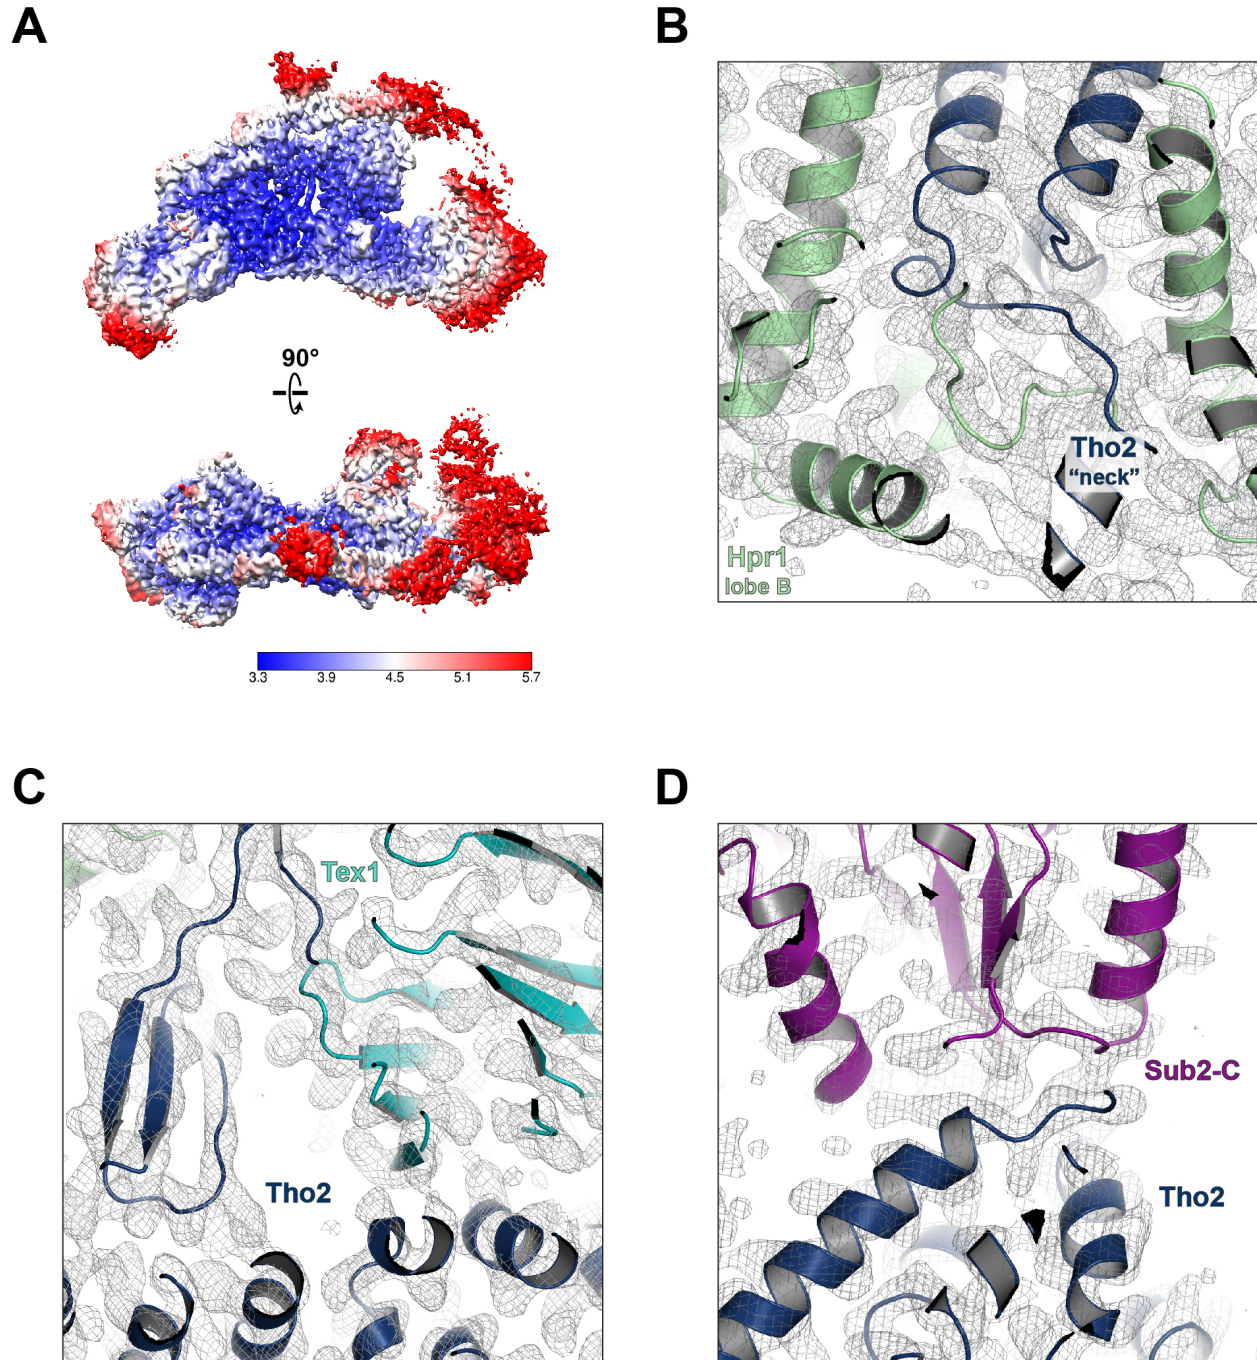 A
B
90°
3.3 3.9 4.5 5.1 5.7
Tho2
“neck”
Hpr1
lobe B
C
D
Tex1
Tho2
Sub2-C
Tho2